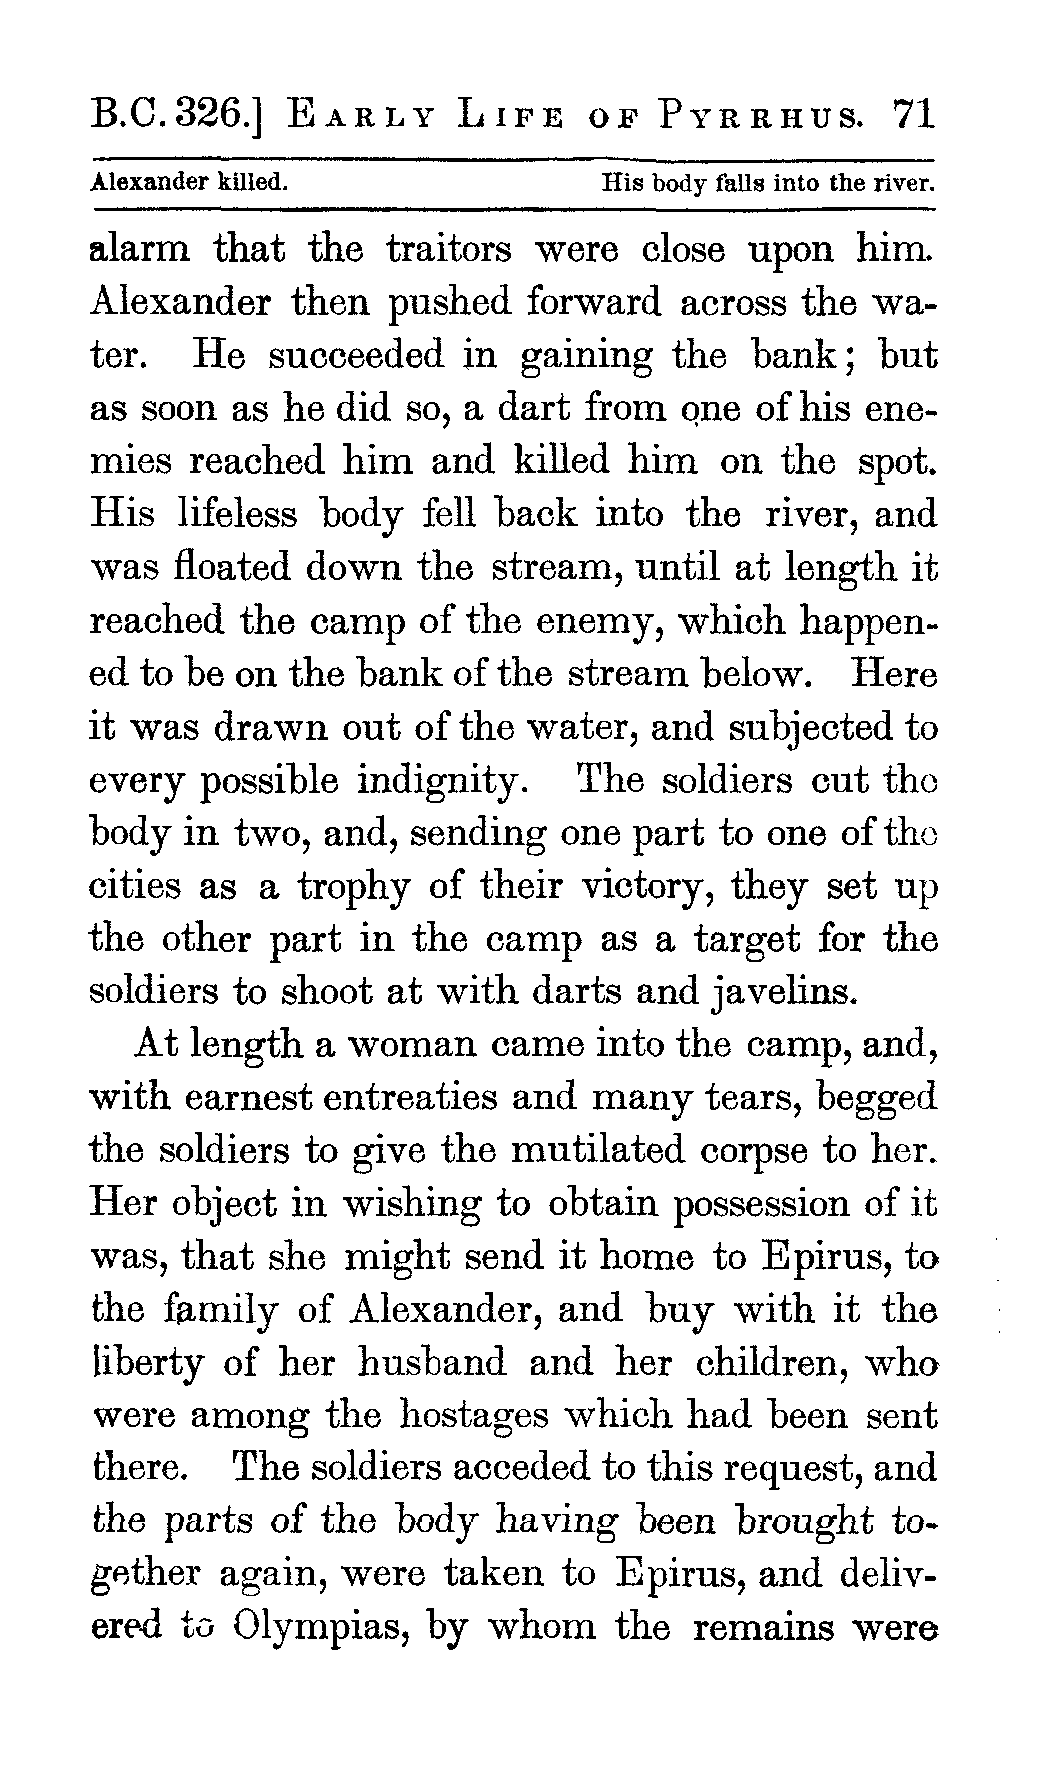 B.C. 326.] EARLY LIFE OF PYRRHUS. 71
Alexander killed. His body falls into the river.
alarm that the traitors were close upon him.
Alexander then pushed forward across the wa-
ter. He succeeded in gaining the bank; but
as soon as he did so, a dart from one of his ene-
mies reached him and killed him on the spot.
His lifeless body fell back into the river, and
was floated down the stream, until at length it
reached the camp of the enemy, which happen-
ed to be on the bank of the stream below. Here
it was drawn out of the water, and subjected to
every possible indignity. The soldiers cut the
body in two, and, sending one part to one of the
cities as a trophy of their victory, they set up
the other part in the camp as a target for the
soldiers to shoot at with darts and javelins.
At length a woman came into the camp, and,
with earnest entreaties and many tears, begged
the soldiers to give the mutilated corpse to her.
Her object in wishing to obtain possession of it
was, that she might send it home to Epirus, to
the family of Alexander, and buy with it the
liberty of her husband and her children, who
were among the hostages which had been sent
there. The soldiers acceded to this request, and
the parts of the body having been brought to-
gether again, were taken to Epirus, and deliv-
ered to Olympias, by whom the remains were